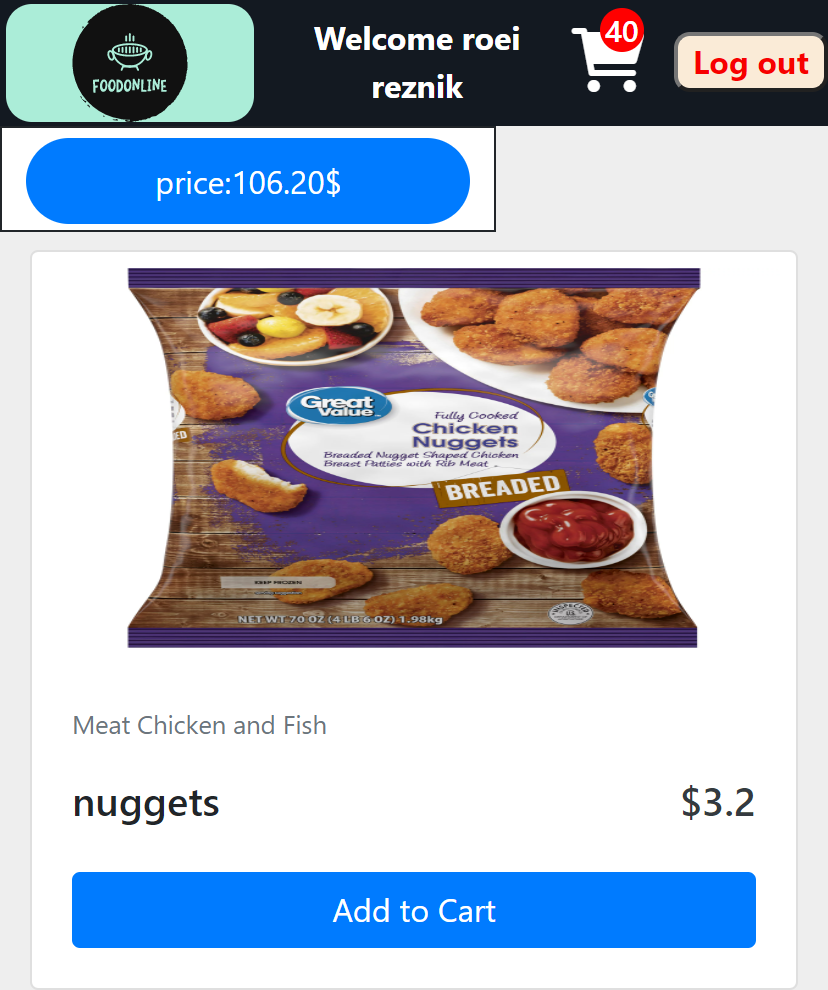 FOODONLINE
Welcome roei
reznik
40
Log out
price:106.20$
Great
Value
Fully Cooked
Chicken
Nuggets
Breaded Nugget Shaped Chicken
Breast Patties with Rib Meat
BREADED
KEEP FROZEN
NET WT 70 OZ (4 LB 6 OZ) 1.98kg
Meat Chicken and Fish
nuggets
$3.2
Add to Cart